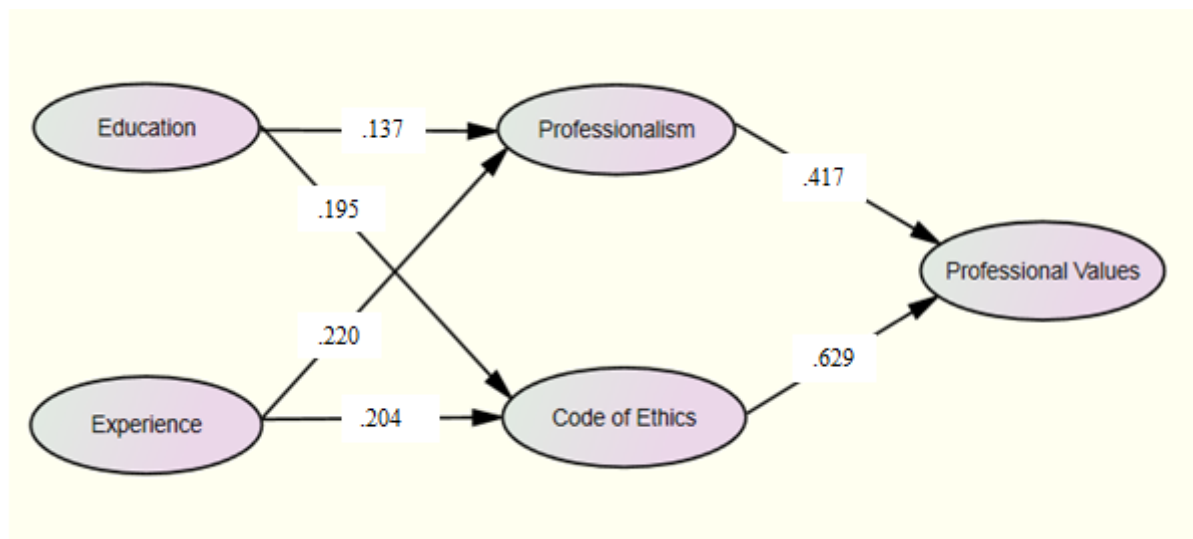 Education
.137
Professionalism
.195
.417
Professional Values
.220
.629
Experience
.204
Code of Ethics